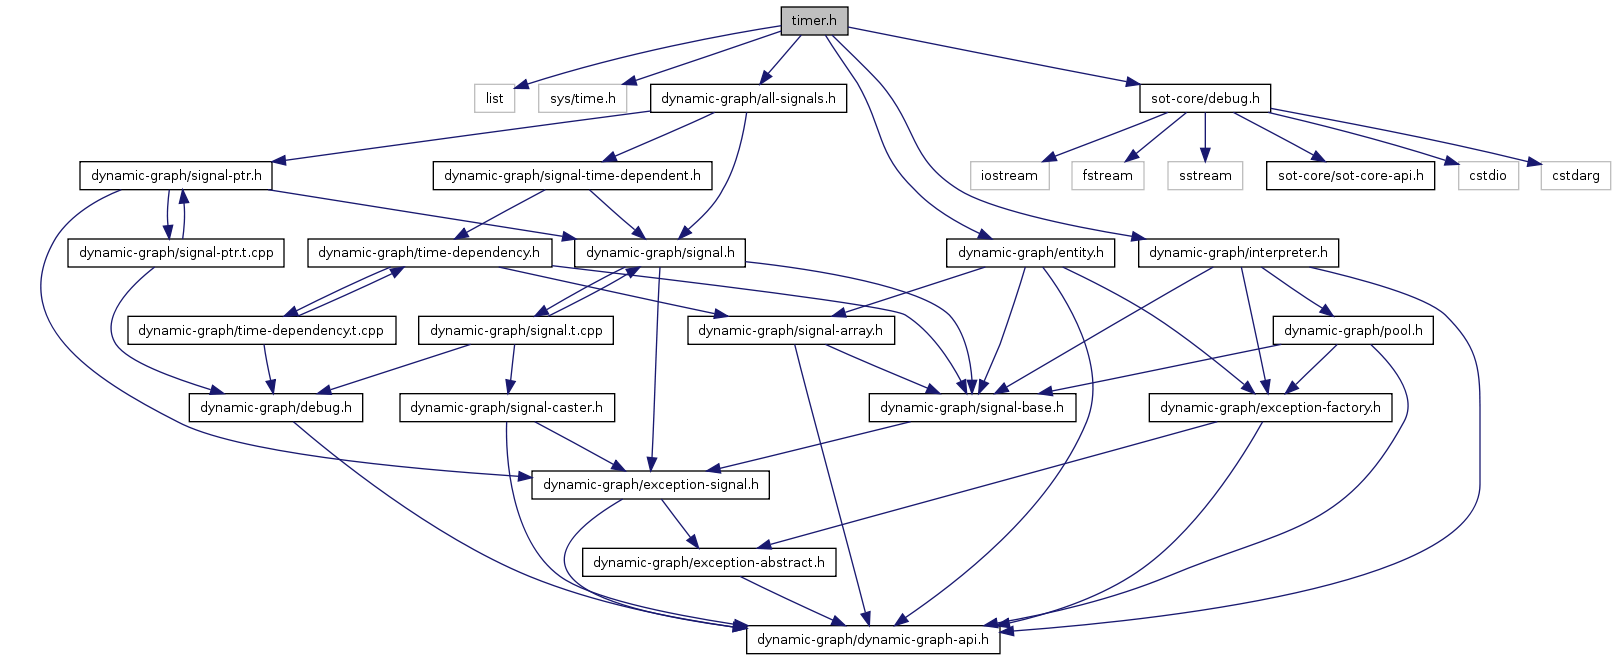 timer.h
list
sys/time.h
dynamic-graph/all-signals.h
sot-core/debug.h
dynamic-graph/signal-ptr.h
dynamic-graph/signal-time-dependent.h
iostream
fstream
sstream
sot-core/sot-core-api.h
cstdio
cstdarg
dynamic-graph/signal-ptr.t.cpp
dynamic-graph/time-dependency.h
dynamic-graph/signal.h
dynamic-graph/entity.h
dynamic-graph/interpreter.h
dynamic-graph/time-dependency.t.cpp
dynamic-graph/signal.t.cpp
dynamic-graph/signal-array.h
dynamic-graph/pool.h
dynamic-graph/debug.h
dynamic-graph/signal-caster.h
dynamic-graph/signal-base.h
dynamic-graph/exception-factory.h
dynamic-graph/exception-signal.h
dynamic-graph/exception-abstract.h
dynamic-graph/dynamic-graph-api.h